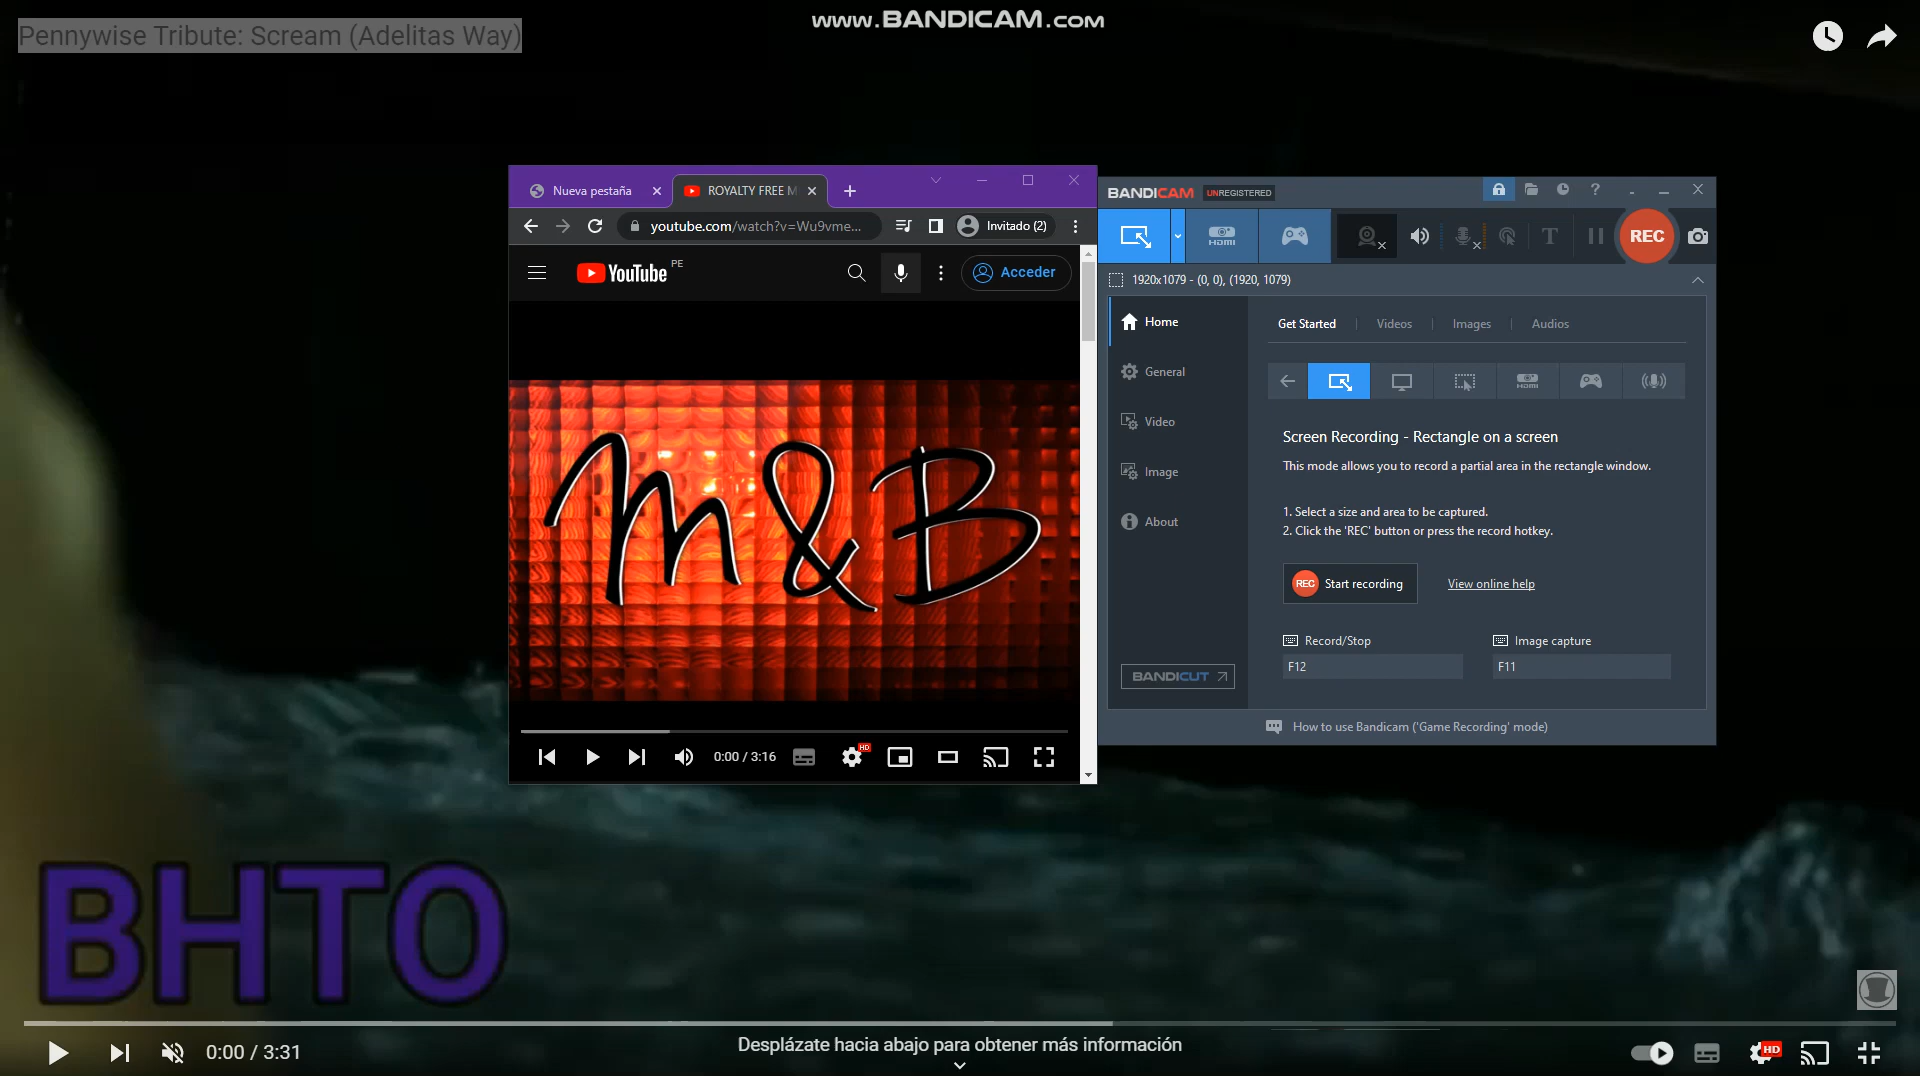 www.BANDICAM.com
Pennywise Tribute: Scream (Adelitas Way)
Nueva pestaña
ROYALTY FREE M
youtube.com/watch?v=Wu9vme...
Invitado (2)
YouTube PE
Acceder
M&B
0:00 / 3:16
HD
BANDICAM UNREGISTERED
HDMI
REC
1920x1079 - (0, 0), (1920, 1079)
Home
General
Video
Image
About
BANDICUT
Get Started
Videos
Images
Audios
HDMI
Screen Recording - Rectangle on a screen
This mode allows you to record a partial area in the rectangle window.
1. Select a size and area to be captured.
2. Click the 'REC' button or press the record hotkey.
REC Start recording
View online help
Record/Stop
Image capture
F12
F11
How to use Bandicam ('Game Recording' mode)
BHTO
0:00 / 3:31
Desplázate hacia abajo para obtener más información
HD